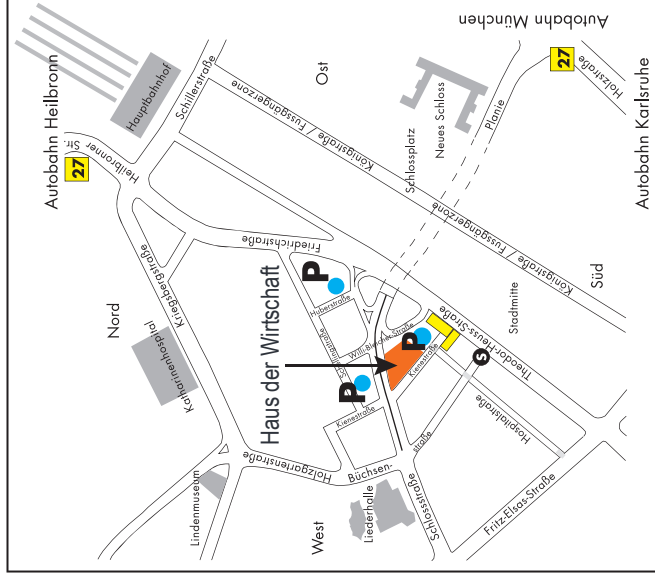 Autobahn Heilbronn
27
Heilbronner Str.
Hauptbahnhof
Schillerstraße
Ost
Autobahn München
27
Holzstraße
Autobahn Karlsruhe
Königstraße / Fussgängerzone
Schlossplatz
Neues Schloss
Planie
Königstraße / Fussgängerzone
Süd
Nord
Kriegsbergstraße
Katharinenhospital
Friedrichstraße
Haus der Wirtschaft
P
Huberstraße
Schellingstraße
Willi-Bleicher-Straße
P
P
Kienestraße
Kienestraße
Theodor-Heuss-Straße
Stadtmitte
S
Hospitalstraße
Fritz-Elsas-Straße
Lindenmuseum
Holzgartenstraße
Büchsen-
straße
Schlossstraße
Liederhalle
West